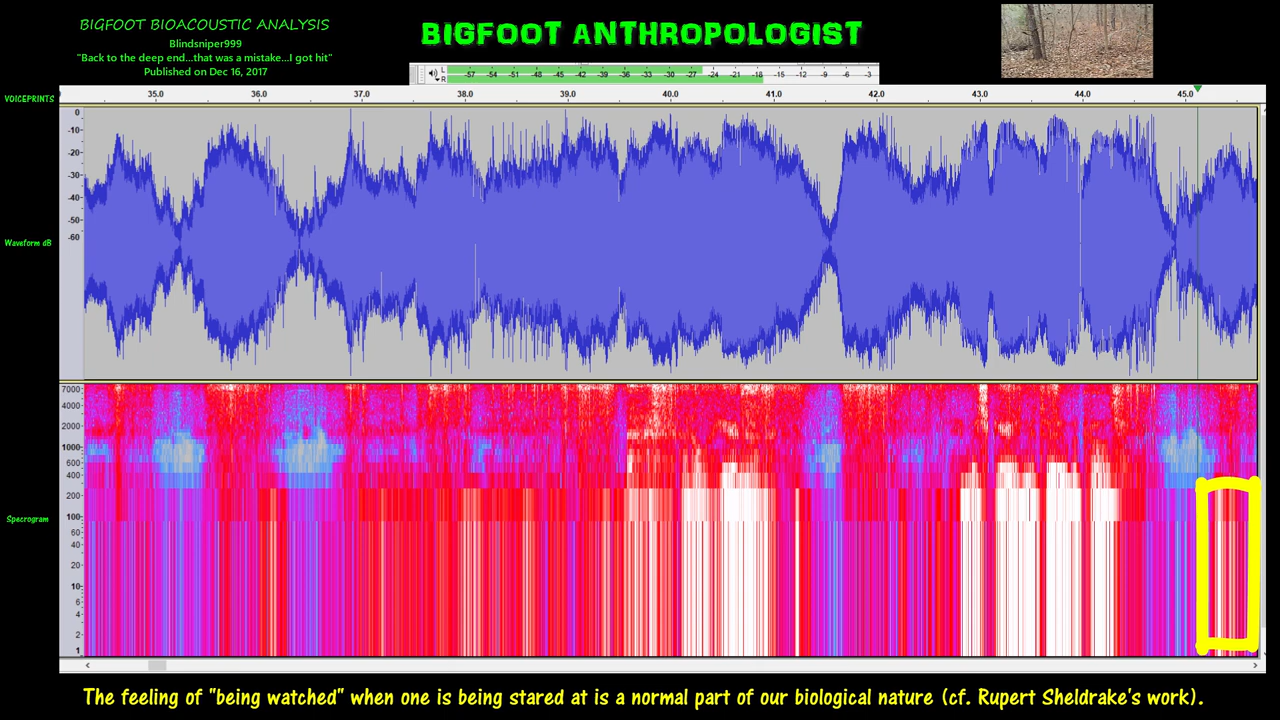 BIGFOOT BIOACOUSTIC ANALYSIS
Blindsniper999
"Back to the deep end...that was a mistake...I got hit"
Published on Dec 16, 2017
BIGFOOT ANTHROPOLOGIST
L
R
-57 -54 -51 -48 -45 -42 -39 -36 -33 -30 -27 -24 -21 -18 -15 -12 -9 -6 -3
VOICEPRINTS
35.0 36.0 37.0 38.0 39.0 40.0 41.0 42.0 43.0 44.0 45.0
0
-10
-20
-30
-40
-50
-60
Waveform dB
7000
4000
2000
1000
600
400
200
100
60
40
20
10
6
4
2
1
Specrogram
The feeling of "being watched" when one is being stared at is a normal part of our biological nature (cf. Rupert Sheldrake's work).